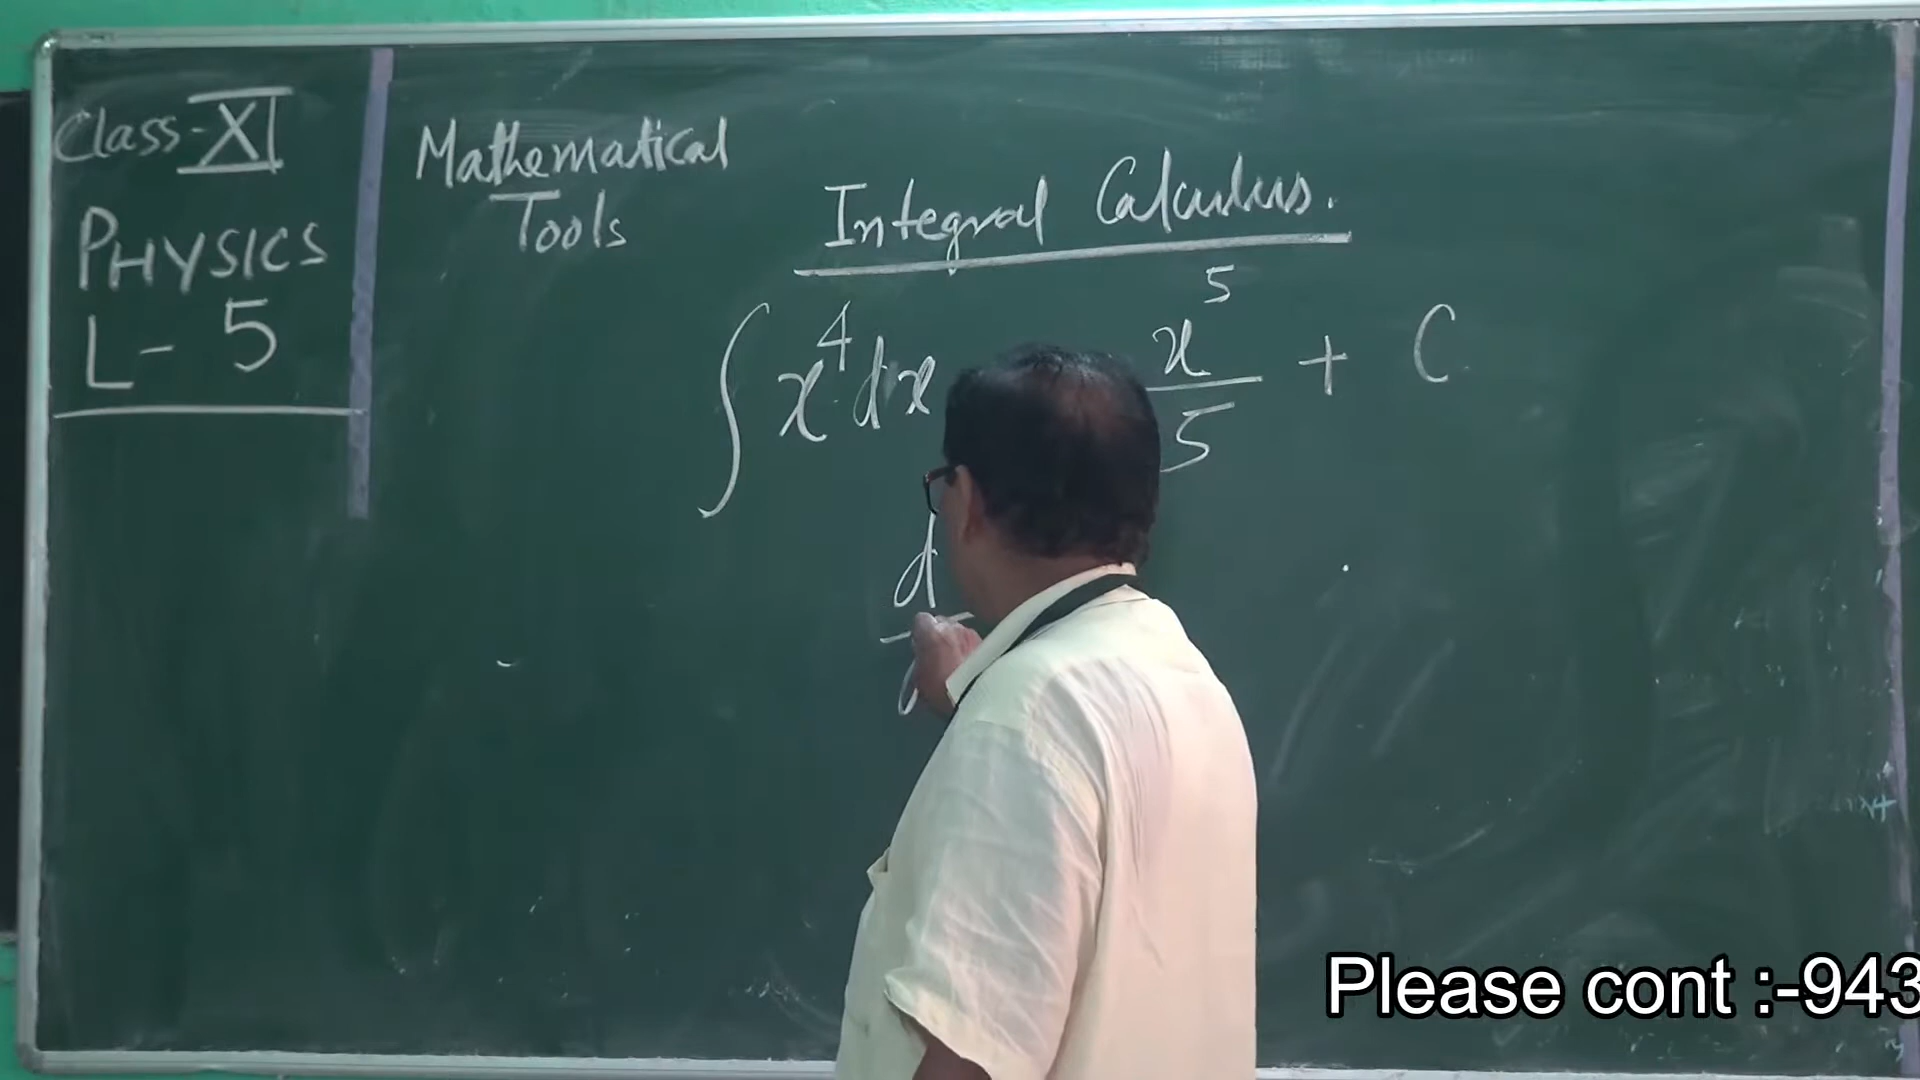 Class-XI
PHYSICS
L- 5
Mathematical
Tools
Integral Calculus.
∫x⁴dx x⁵/5 + C
d
Please cont :-943